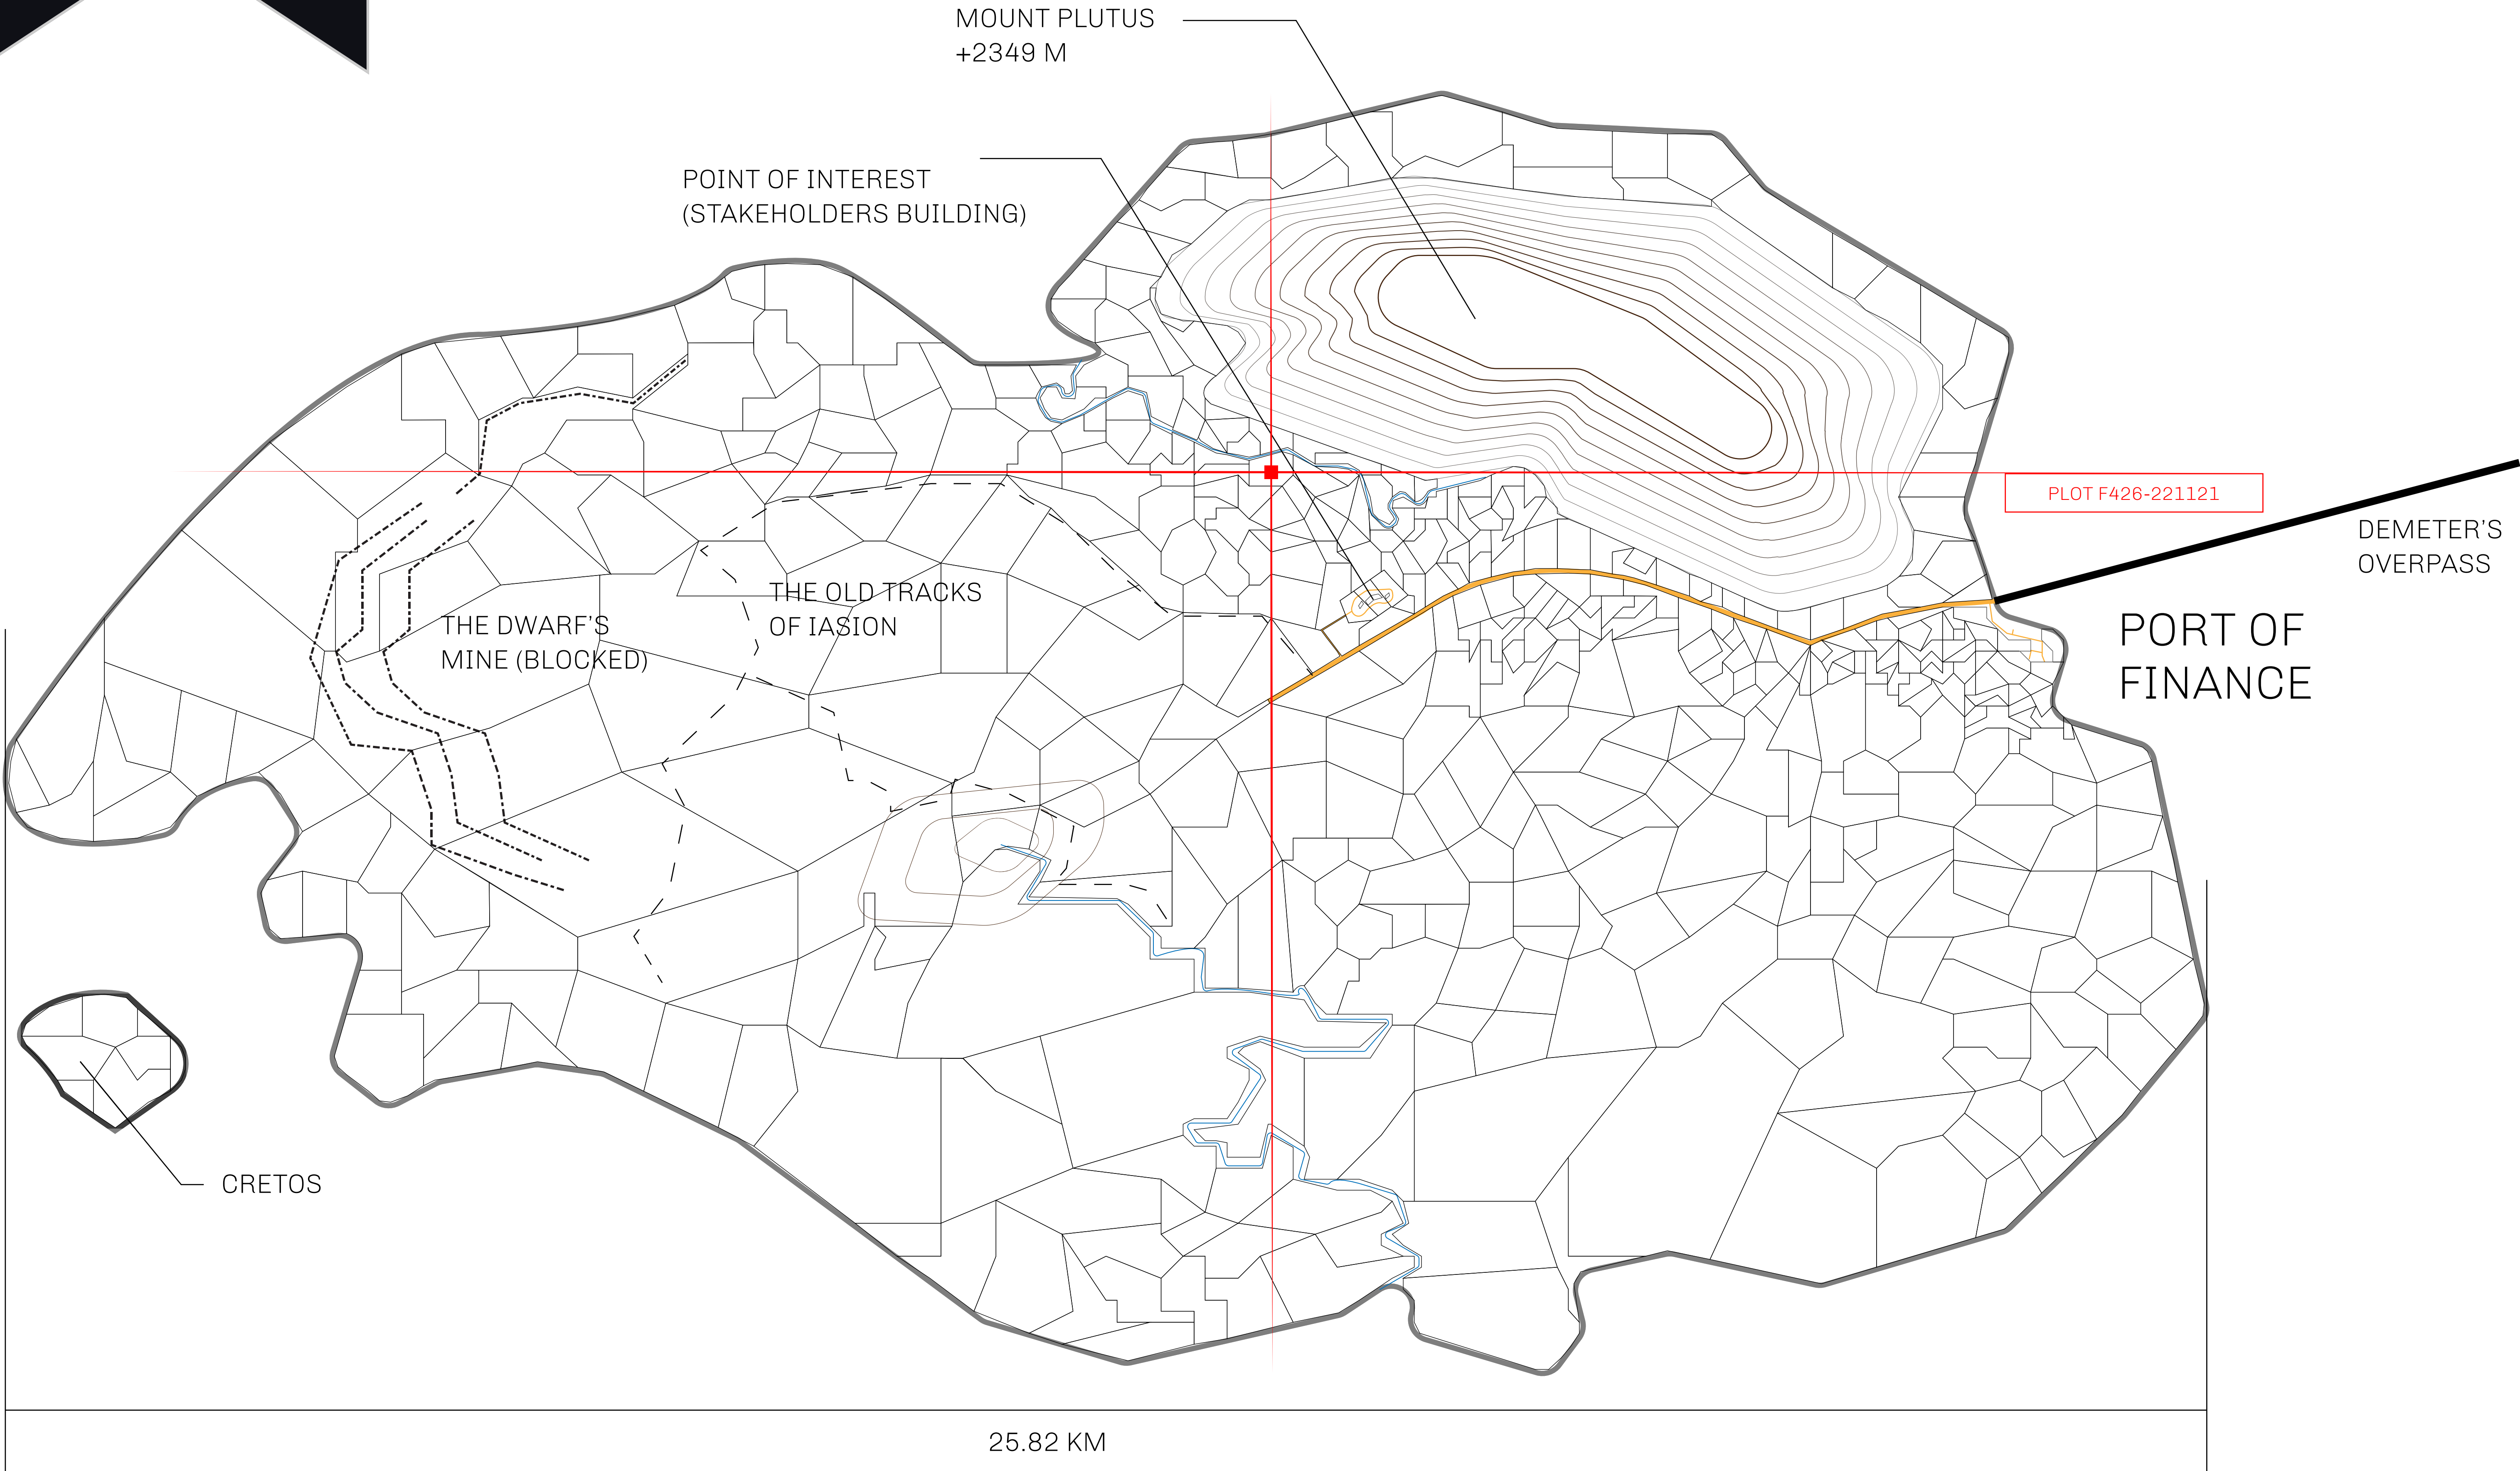 MOUNT PLUTUS
+2349 M
POINT OF INTEREST
(STAKEHOLDERS BUILDING)
PLOT F426-221121
DEMETER'S
OVERPASS
THE OLD TRACKS
OF IASION
THE DWARF'S
MINE (BLOCKED)
PORT OF
FINANCE
CRETOS
25.82 KM